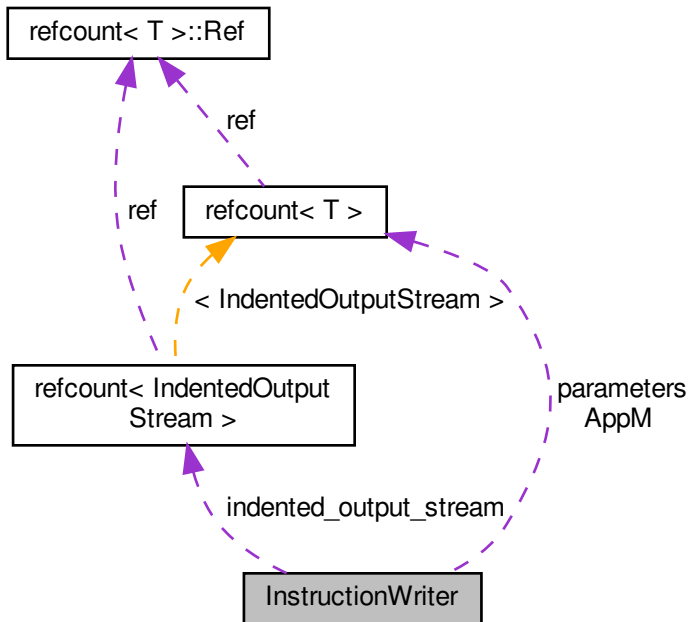 refcount< T >::Ref
ref
refcount< T >
ref
< IndentedOutputStream >
refcount< IndentedOutput
Stream >
parameters
AppM
indented_output_stream
InstructionWriter